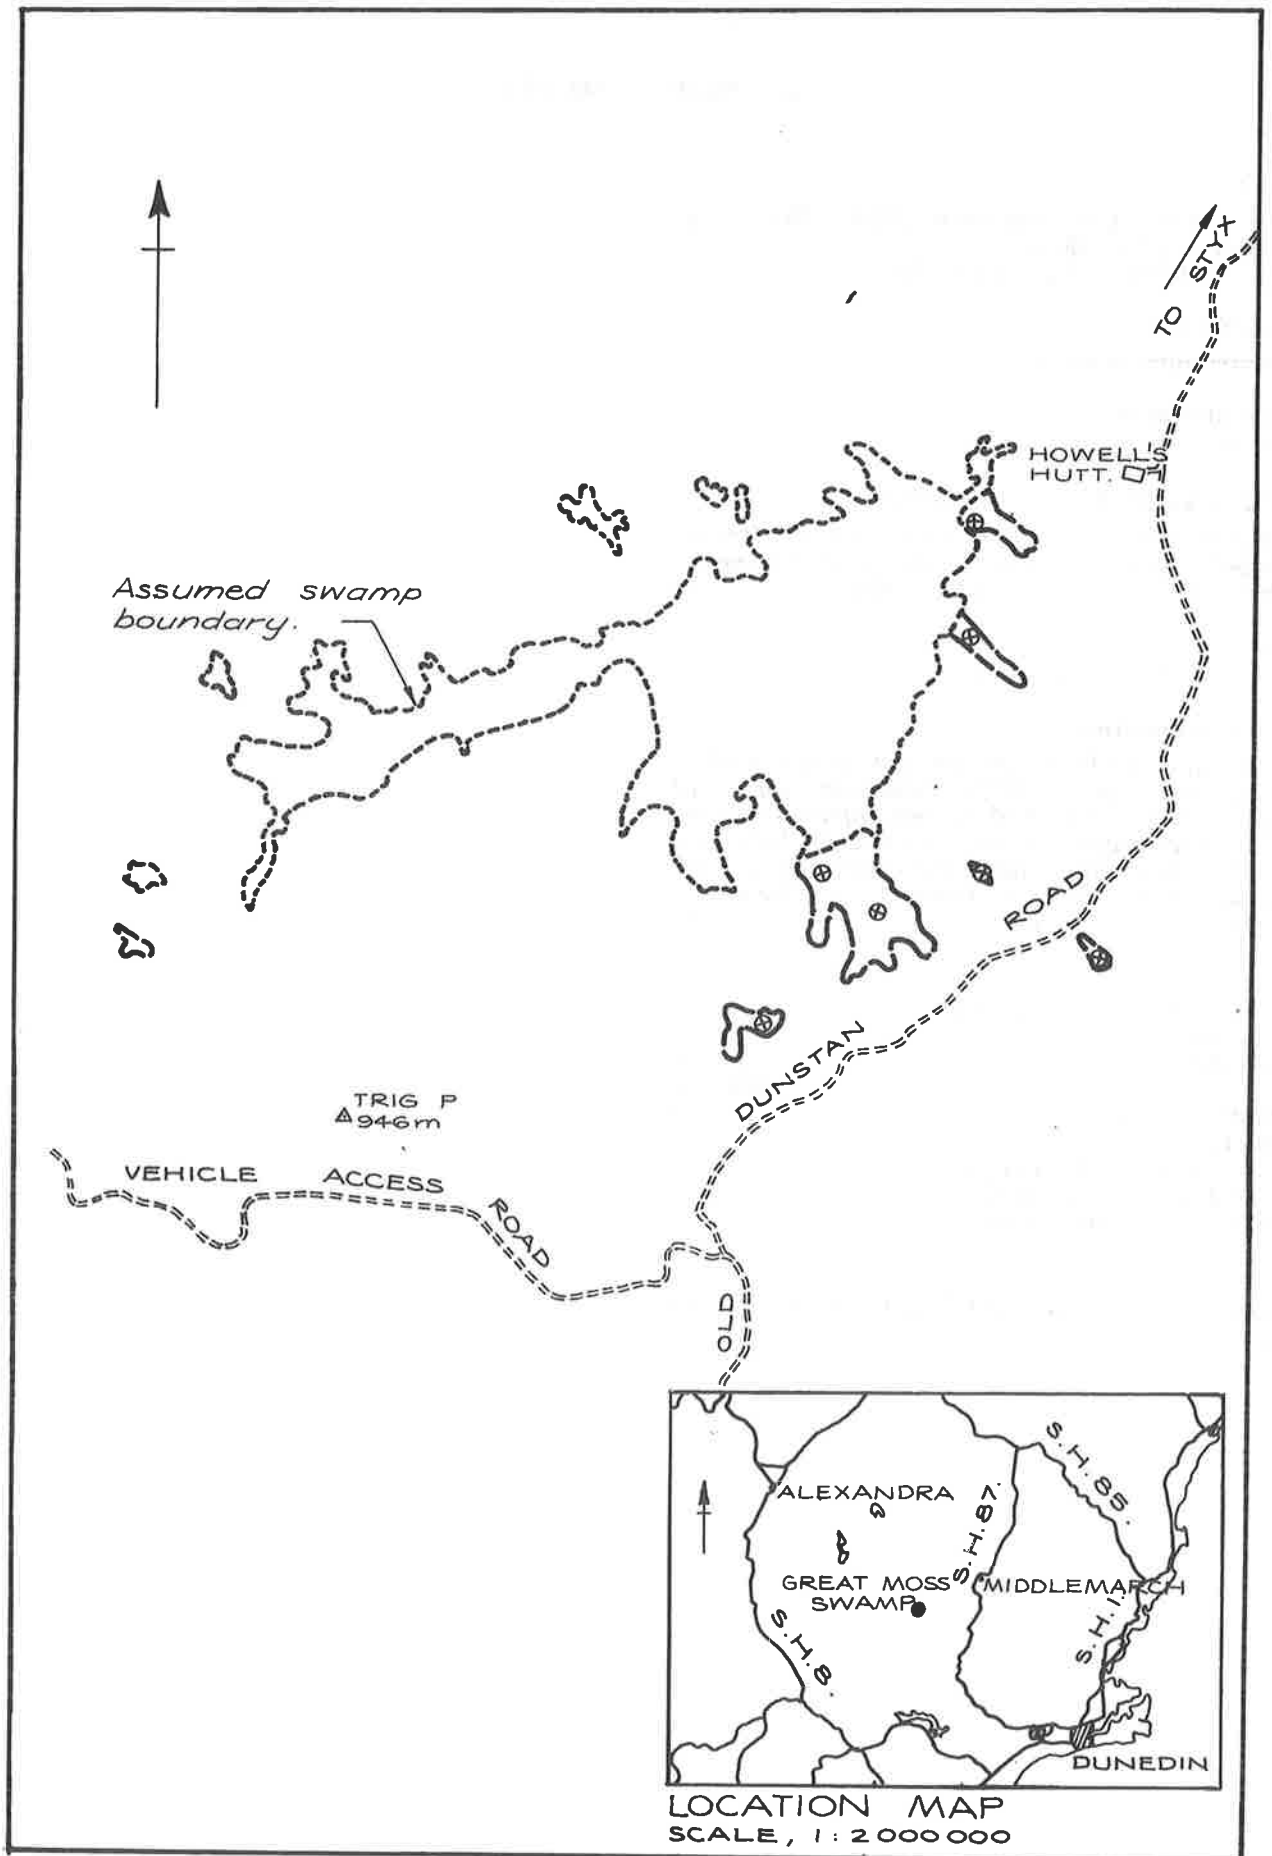 TO STYX
HOWELL'S
HUTT.
Assumed swamp
boundary.
ROAD
DUNSTAN
TRIG P
946m
VEHICLE ACCESS ROAD
OLD
S.H.85.
ALEXANDRA
S.H.87.
GREAT MOSS
SWAMP
MIDDLEMARCH
S.H.1.
S.H.8.
DUNEDIN
LOCATION MAP
SCALE, 1:2000000